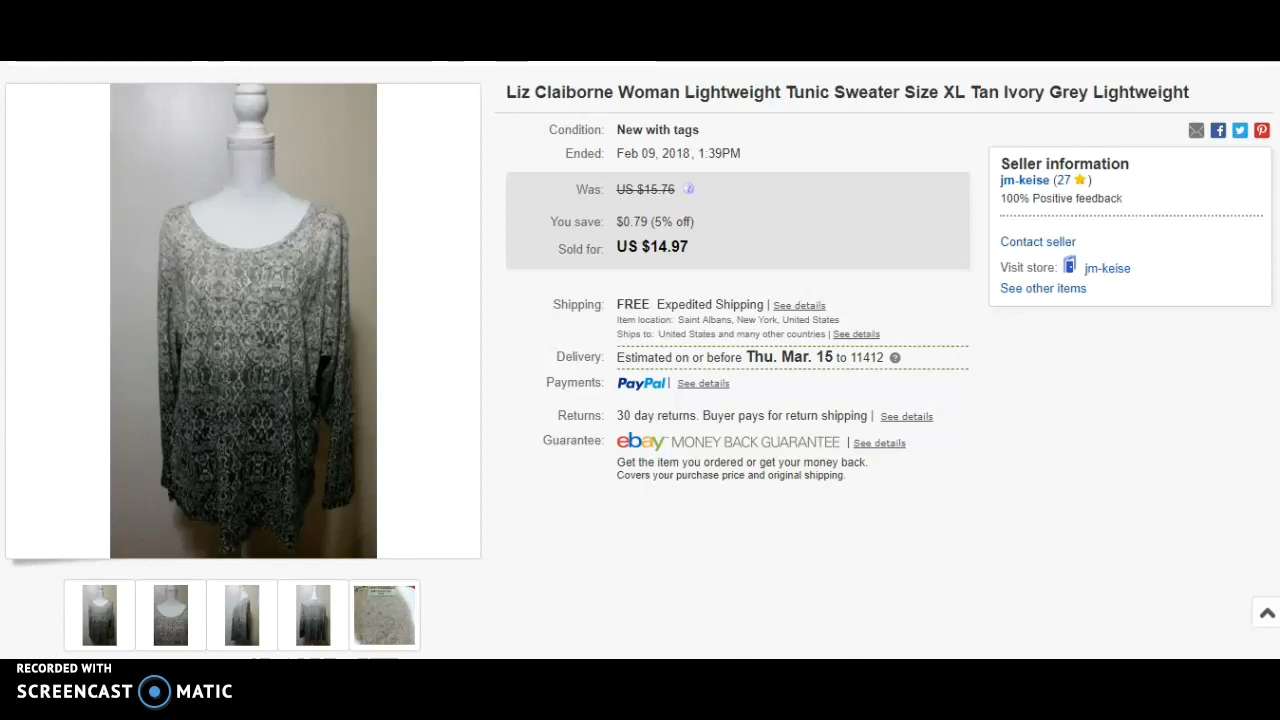 Liz Claiborne Woman Lightweight Tunic Sweater Size XL Tan Ivory Grey Lightweight
Condition: New with tags
Ended: Feb 09, 2018, 1:39PM
Was: US $15.76
You save: $0.79 (5% off)
Sold for: US $14.97
Shipping: FREE Expedited Shipping | See details
Item location: Saint Albans, New York, United States
Ships to: United States and many other countries | See details
Delivery: Estimated on or before Thu. Mar. 15 to 11412
Payments: PayPal | See details
Returns: 30 day returns. Buyer pays for return shipping | See details
Guarantee: ebay MONEY BACK GUARANTEE | See details
Get the item you ordered or get your money back.
Covers your purchase price and original shipping.
Seller information
jm-keise (27 )
100% Positive feedback
Contact seller
Visit store: jm-keise
See other items
RECORDED WITH
SCREENCAST MATIC